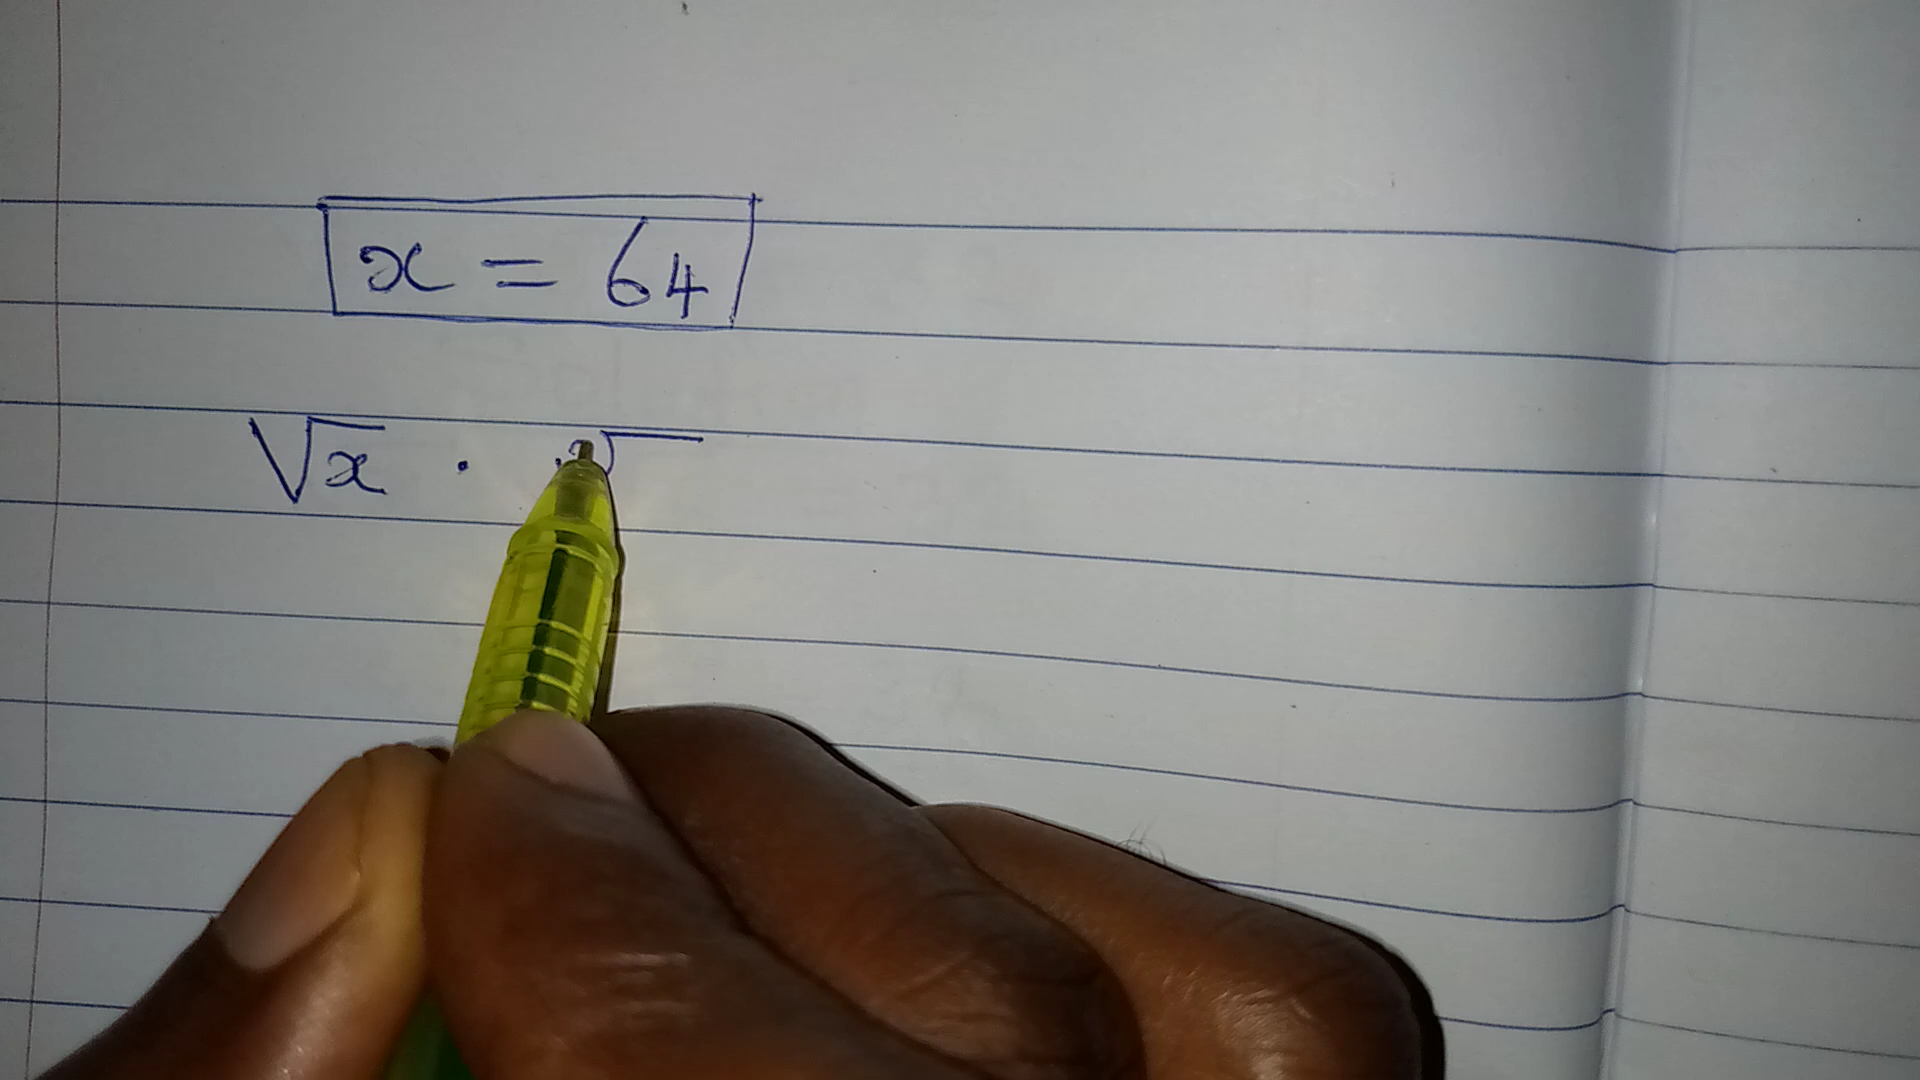 x = 64
√x ·